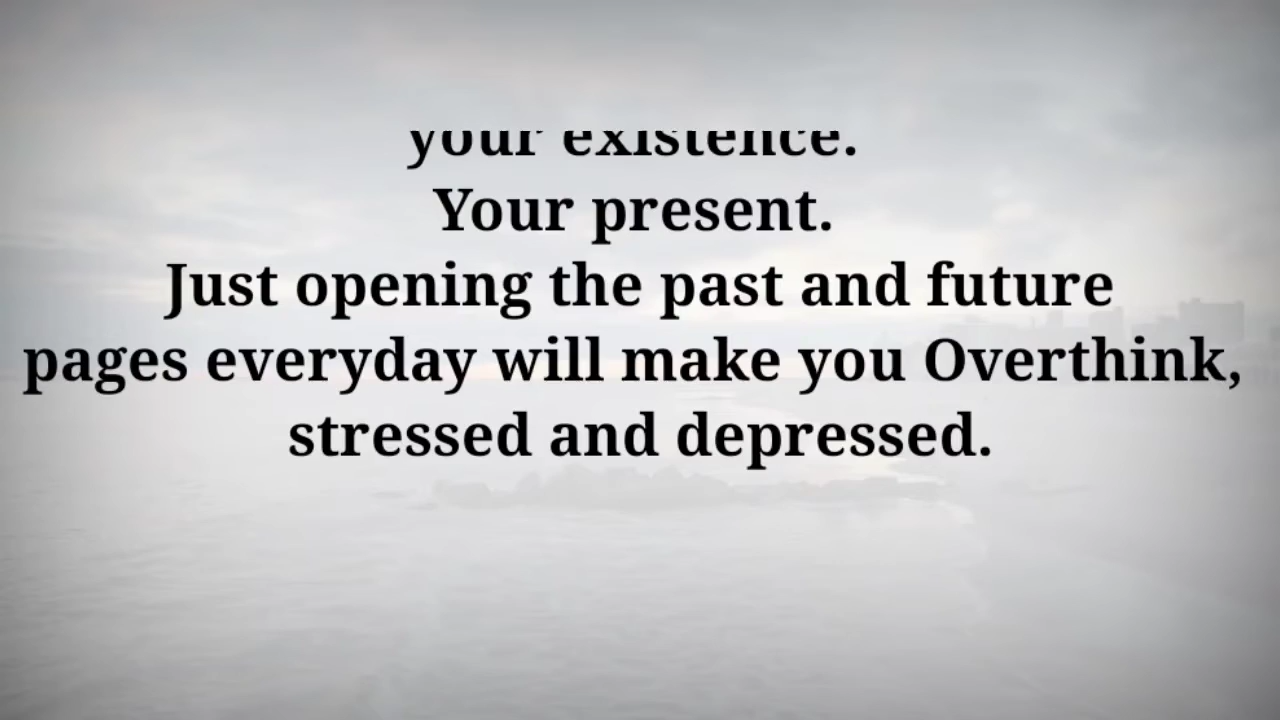 your existence.
Your present.
Just opening the past and future
pages everyday will make you Overthink,
stressed and depressed.